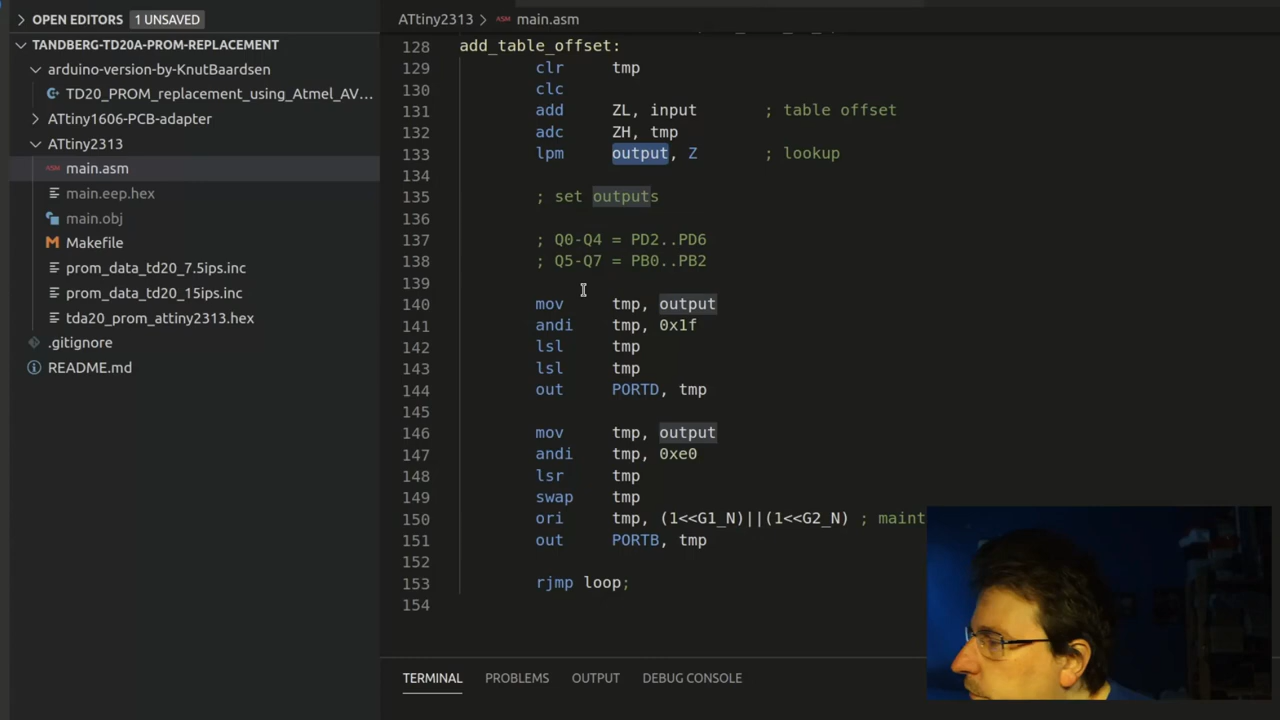 OPEN EDITORS 1 UNSAVED
TANDBERG-TD20A-PROM-REPLACEMENT
arduino-version-by-KnutBaardsen
TD20_PROM_replacement_using_Atmel_AV...
ATtiny1606-PCB-adapter
ATtiny2313
ASM main.asm
main.eep.hex
main.obj
M Makefile
prom_data_td20_7.5ips.inc
prom_data_td20_15ips.inc
tda20_prom_attiny2313.hex
.gitignore
README.md
ATtiny2313 > ASM main.asm
128 add_table_offset:
129 clr tmp
130 clc
131 add ZL, input ; table offset
132 adc ZH, tmp
133 lpm output, Z ; lookup
134
135 ; set outputs
136
137 ; Q0-Q4 = PD2..PD6
138 ; Q5-Q7 = PB0..PB2
139
140 mov tmp, output
141 andi tmp, 0x1f
142 lsl tmp
143 lsl tmp
144 out PORTD, tmp
145
146 mov tmp, output
147 andi tmp, 0xe0
148 lsr tmp
149 swap tmp
150 ori tmp, (1<<G1_N)||(1<<G2_N) ; maint
151 out PORTB, tmp
152
153 rjmp loop;
154
TERMINAL PROBLEMS OUTPUT DEBUG CONSOLE